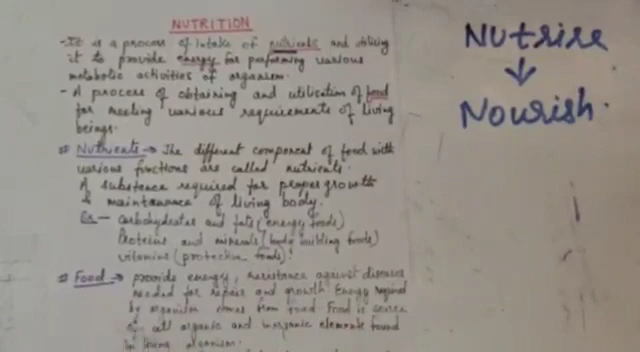 NUTRITION
- It is a process of intake of nutrients and utilising
it to provide energy for performing various
metabolic activities of organism.
- A process of obtaining and utilisation of food
for meeting various requirements of living
beings.
Nutrients → The different component of food with
various functions are called nutrients.
A substance required for proper growth
& maintainance of living body.
Ex - Carbohydrates and fats (energy foods)
Proteins and minerals (body building foods)
vitamins (protective foods).
Food → provide energy, resistance against diseases
needed for repair and growth Energy required
by organism comes from food Food is
of all organic and inorganic elements found
in living organism.
Nutrire
↓
Nourish.